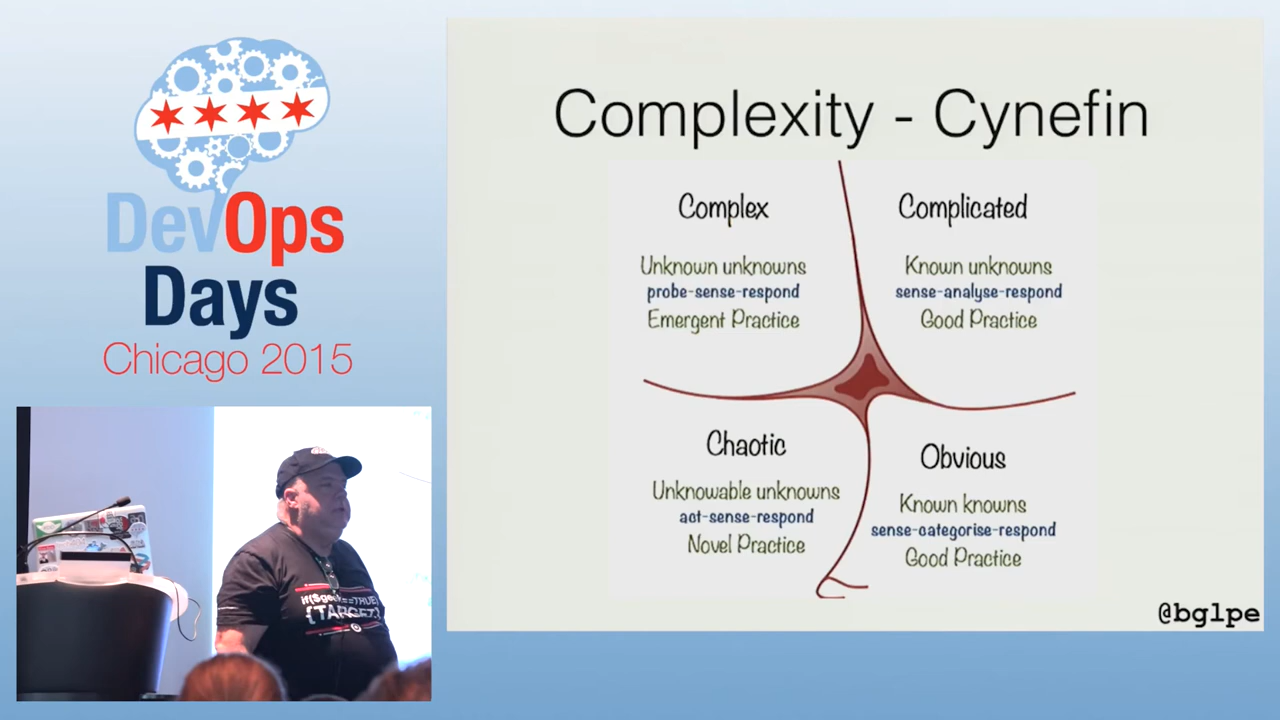 DevOps
Days
Chicago 2015
Complexity - Cynefin
Complex
Unknown unknowns
probe-sense-respond
Emergent Practice
Complicated
Known unknowns
sense-analyse-respond
Good Practice
Chaotic
Unknowable unknowns
act-sense-respond
Novel Practice
Obvious
Known knowns
sense-categorise-respond
Good Practice
@bglpe
{TARGET}